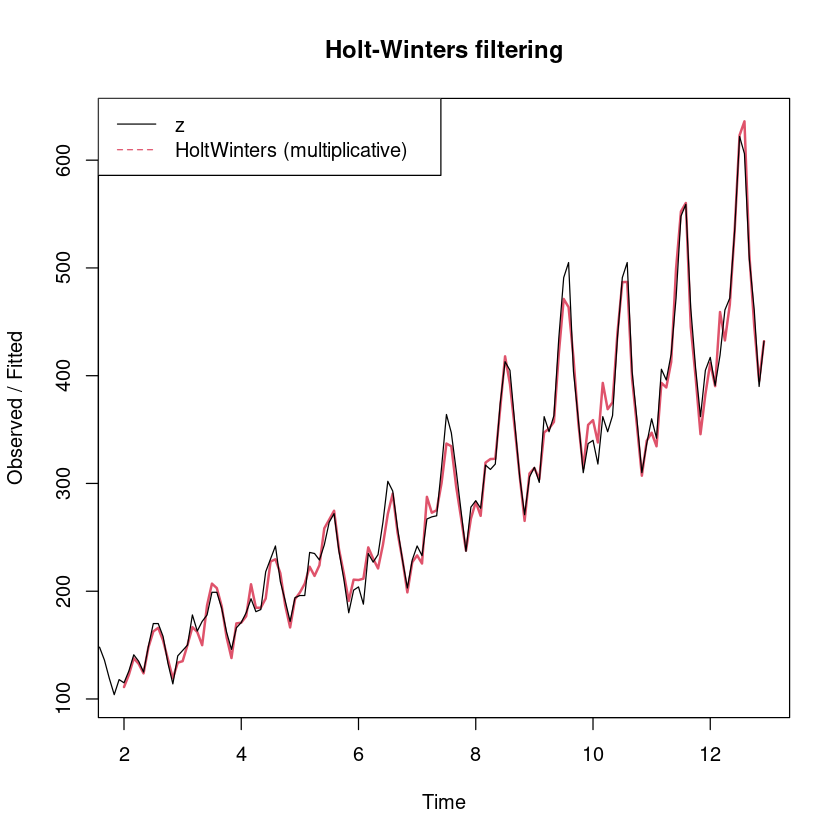 Holt-Winters filtering
z
HoltWinters (multiplicative)
Observed / Fitted
600
500
400
300
200
100
2 4 6 8 10 12
Time